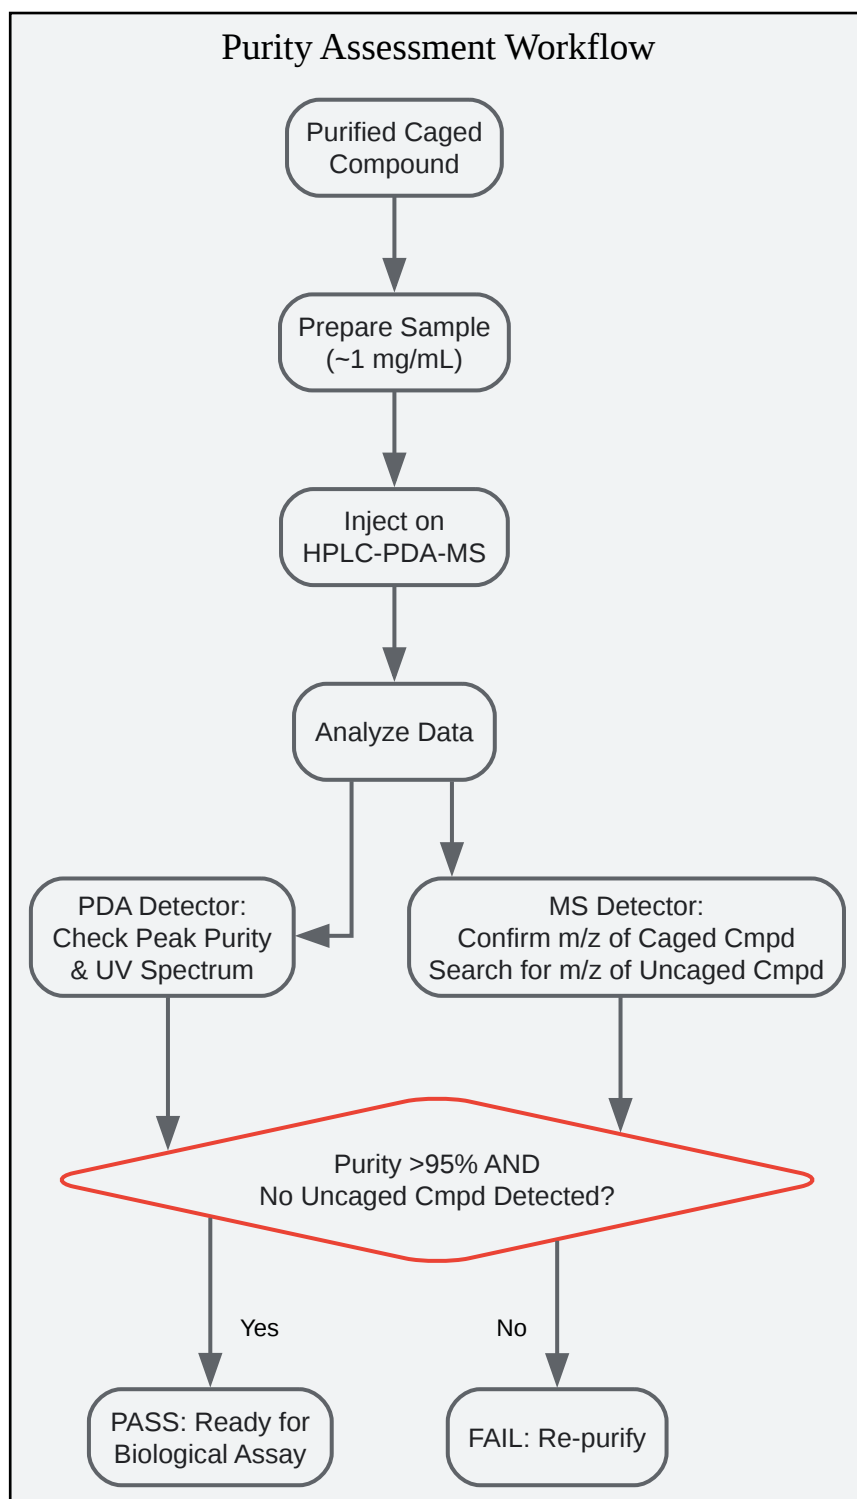 Purity Assessment Workflow
Purified Caged
Compound
Prepare Sample
(~1 mg/mL)
Inject on
HPLC-PDA-MS
Analyze Data
PDA Detector:
Check Peak Purity
& UV Spectrum
MS Detector:
Confirm m/z of Caged Cmpd
Search for m/z of Uncaged Cmpd
Purity >95% AND
No Uncaged Cmpd Detected?
Yes
No
PASS: Ready for
Biological Assay
FAIL: Re-purify